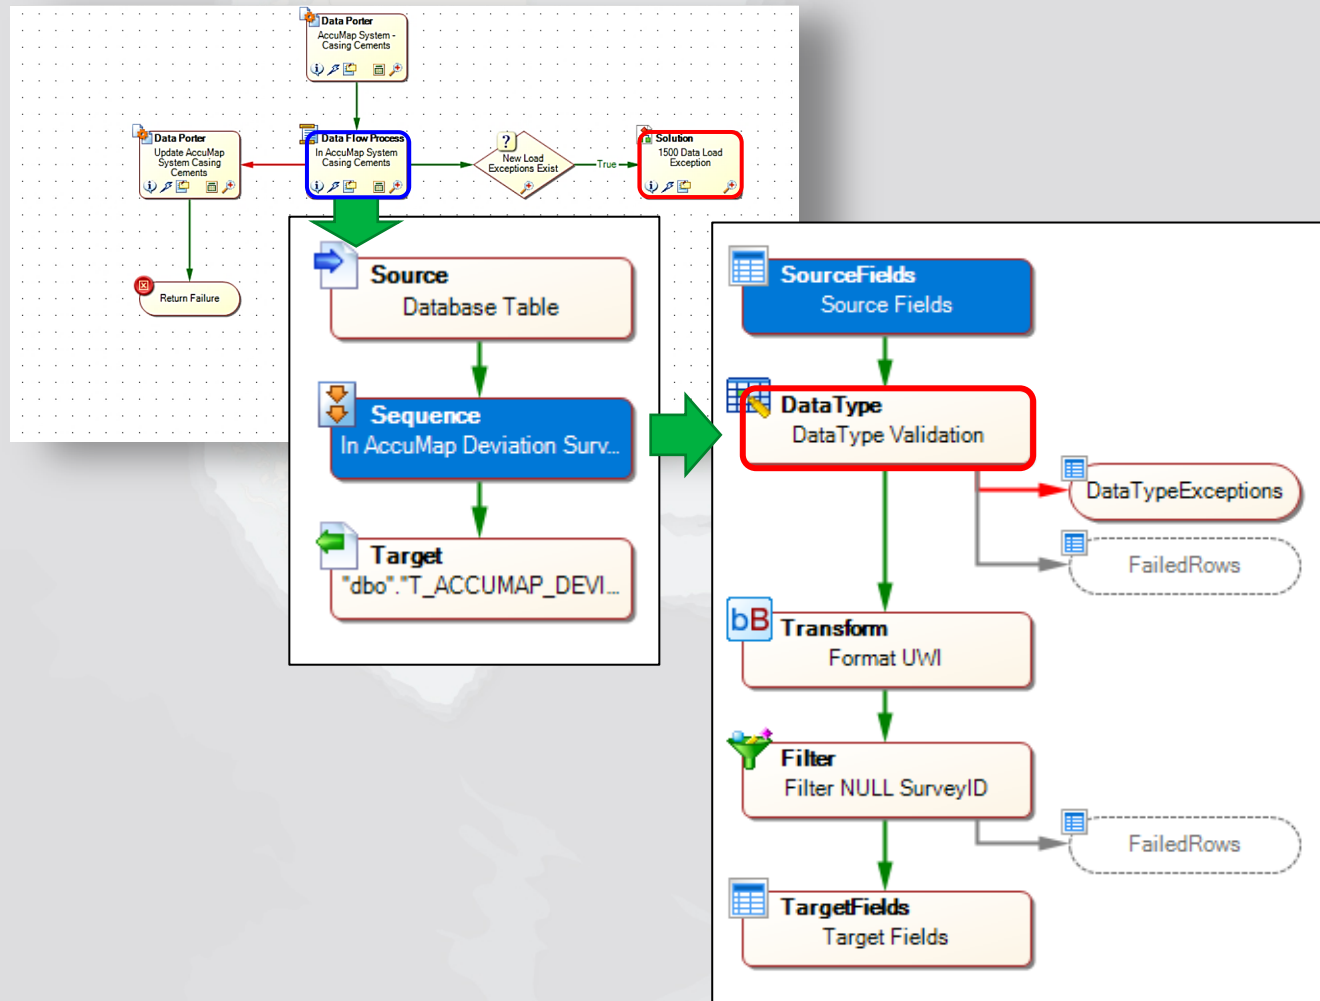 Data Porter
AccuMap System -
Casing Cements
Data Porter
Update AccuMap
System Casing
Cements
Data Flow Process
In AccuMap System
Casing Cements
?
New Load
Exceptions Exist
True
Solution
1500 Data Load
Exception
Return Failure
Source
Database Table
Sequence
In AccuMap Deviation Surv...
Target
"dbo"."T_ACCUMAP_DEVI...
SourceFields
Source Fields
DataType
DataType Validation
DataTypeExceptions
FailedRows
bB
Transform
Format UWI
Filter
Filter NULL SurveyID
FailedRows
TargetFields
Target Fields